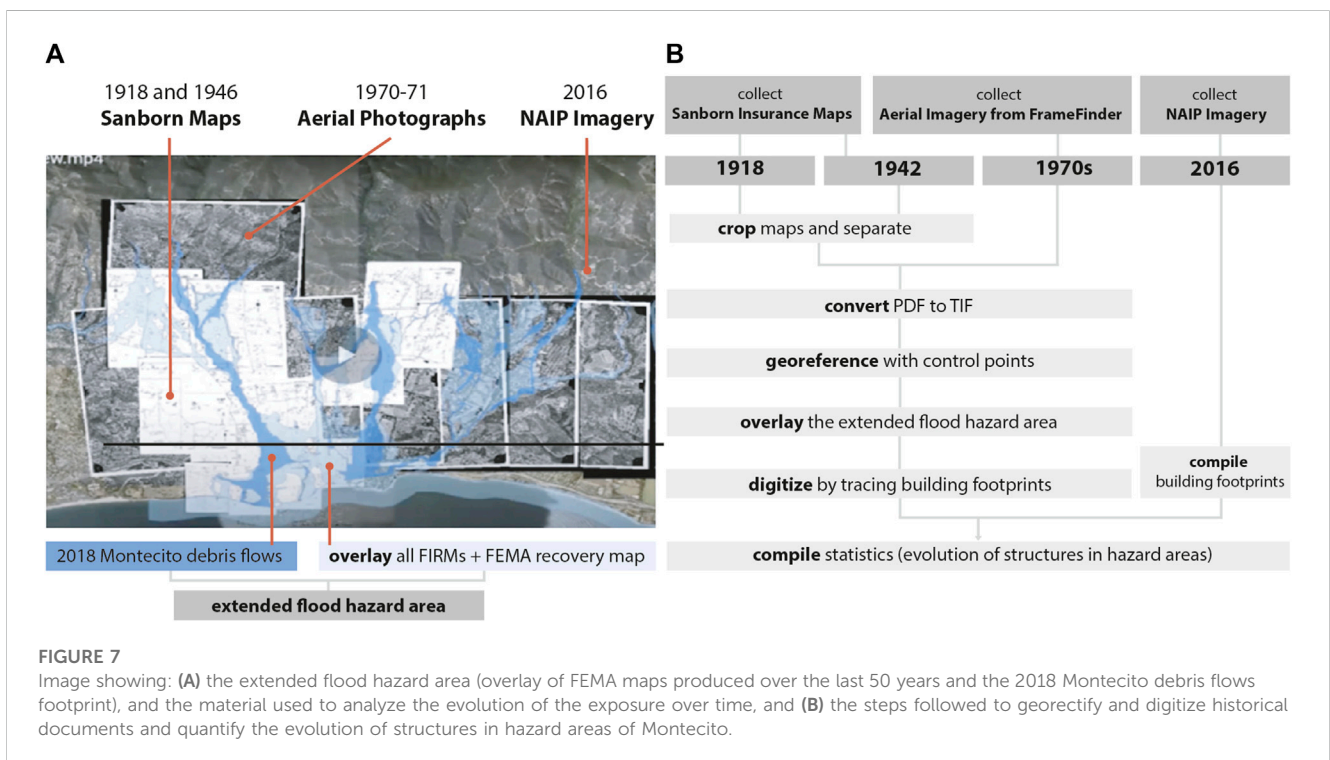 A
1918 and 1946
Sanborn Maps
1970-71
Aerial Photographs
2016
NAIP Imagery
ew.mp4
2018 Montecito debris flows
overlay all FIRMs + FEMA recovery map
extended flood hazard area
B
collect
Sanborn Insurance Maps
collect
Aerial Imagery from FrameFinder
collect
NAIP Imagery
1918
1942
1970s
2016
crop maps and separate
convert PDF to TIF
georeference with control points
overlay the extended flood hazard area
digitize by tracing building footprints
compile
building footprints
compile statistics (evolution of structures in hazard areas)
FIGURE 7
Image showing: (A) the extended flood hazard area (overlay of FEMA maps produced over the last 50 years and the 2018 Montecito debris flows
footprint), and the material used to analyze the evolution of the exposure over time, and (B) the steps followed to georectify and digitize historical
documents and quantify the evolution of structures in hazard areas of Montecito.